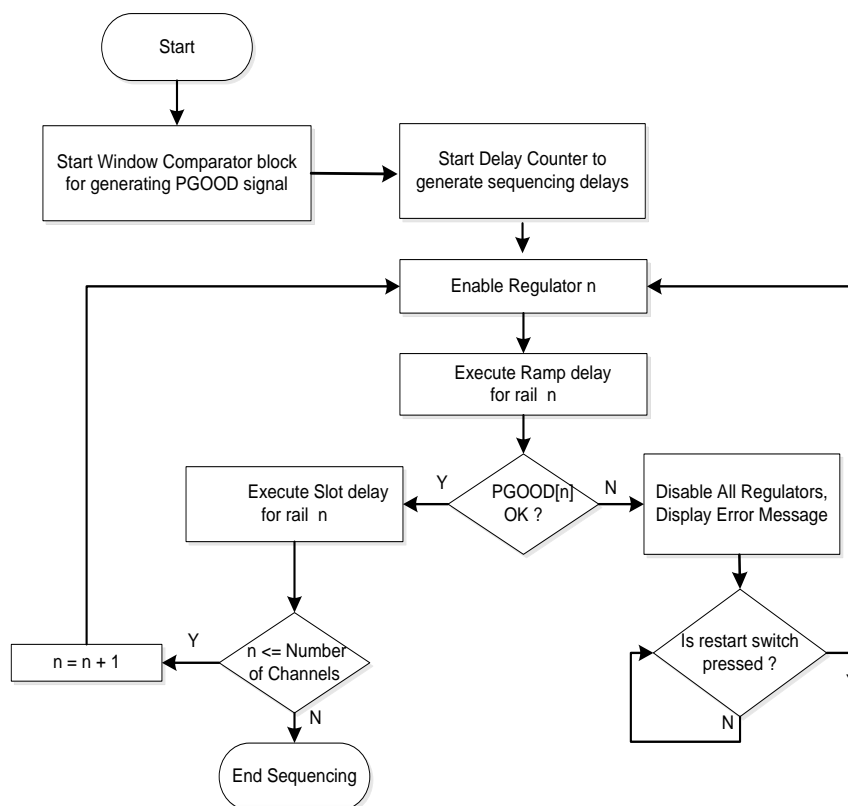 Start
Start Window Comparator block
for generating PGOOD signal
Start Delay Counter to
generate sequencing delays
Enable Regulator n
Execute Ramp delay
for rail n
PGOOD[n]
OK ?
Y
N
Execute Slot delay
for rail n
Disable All Regulators,
Display Error Message
n <= Number
of Channels
Y
N
n = n + 1
Is restart switch
pressed ?
N
End Sequencing